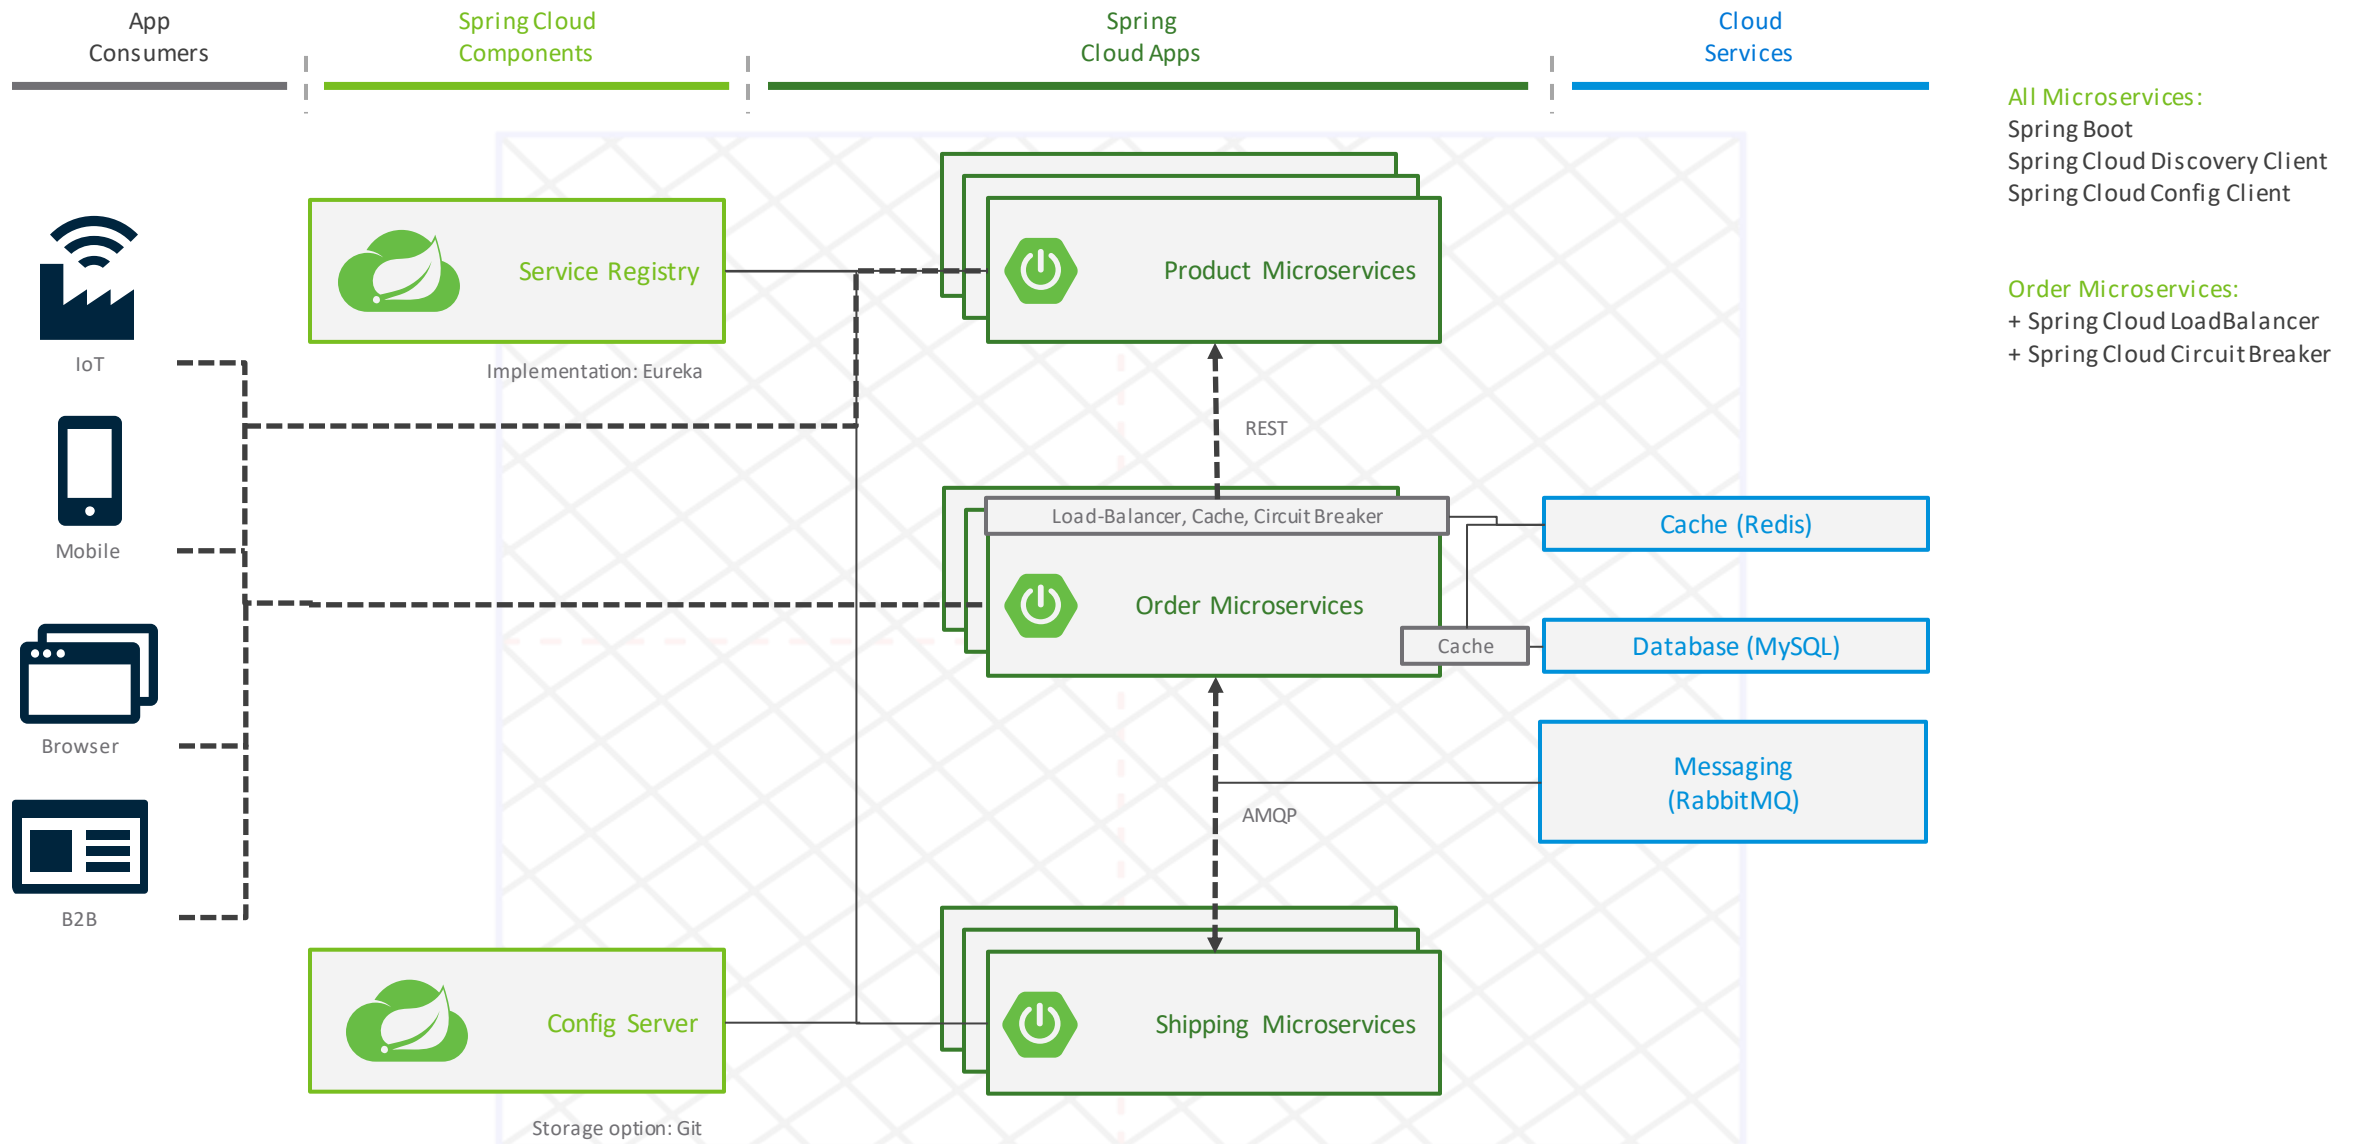 App
Consumers
Spring Cloud
Components
Spring
Cloud Apps
Cloud
Services
All Microservices:
Spring Boot
Spring Cloud Discovery Client
Spring Cloud Config Client
Order Microservices:
+ Spring Cloud LoadBalancer
+ Spring Cloud Circuit Breaker
IoT
Mobile
Browser
B2B
Service Registry
Implementation: Eureka
Config Server
Storage option: Git
Product Microservices
REST
Load-Balancer, Cache, Circuit Breaker
Order Microservices
Cache
AMQP
Shipping Microservices
Cache (Redis)
Database (MySQL)
Messaging
(RabbitMQ)